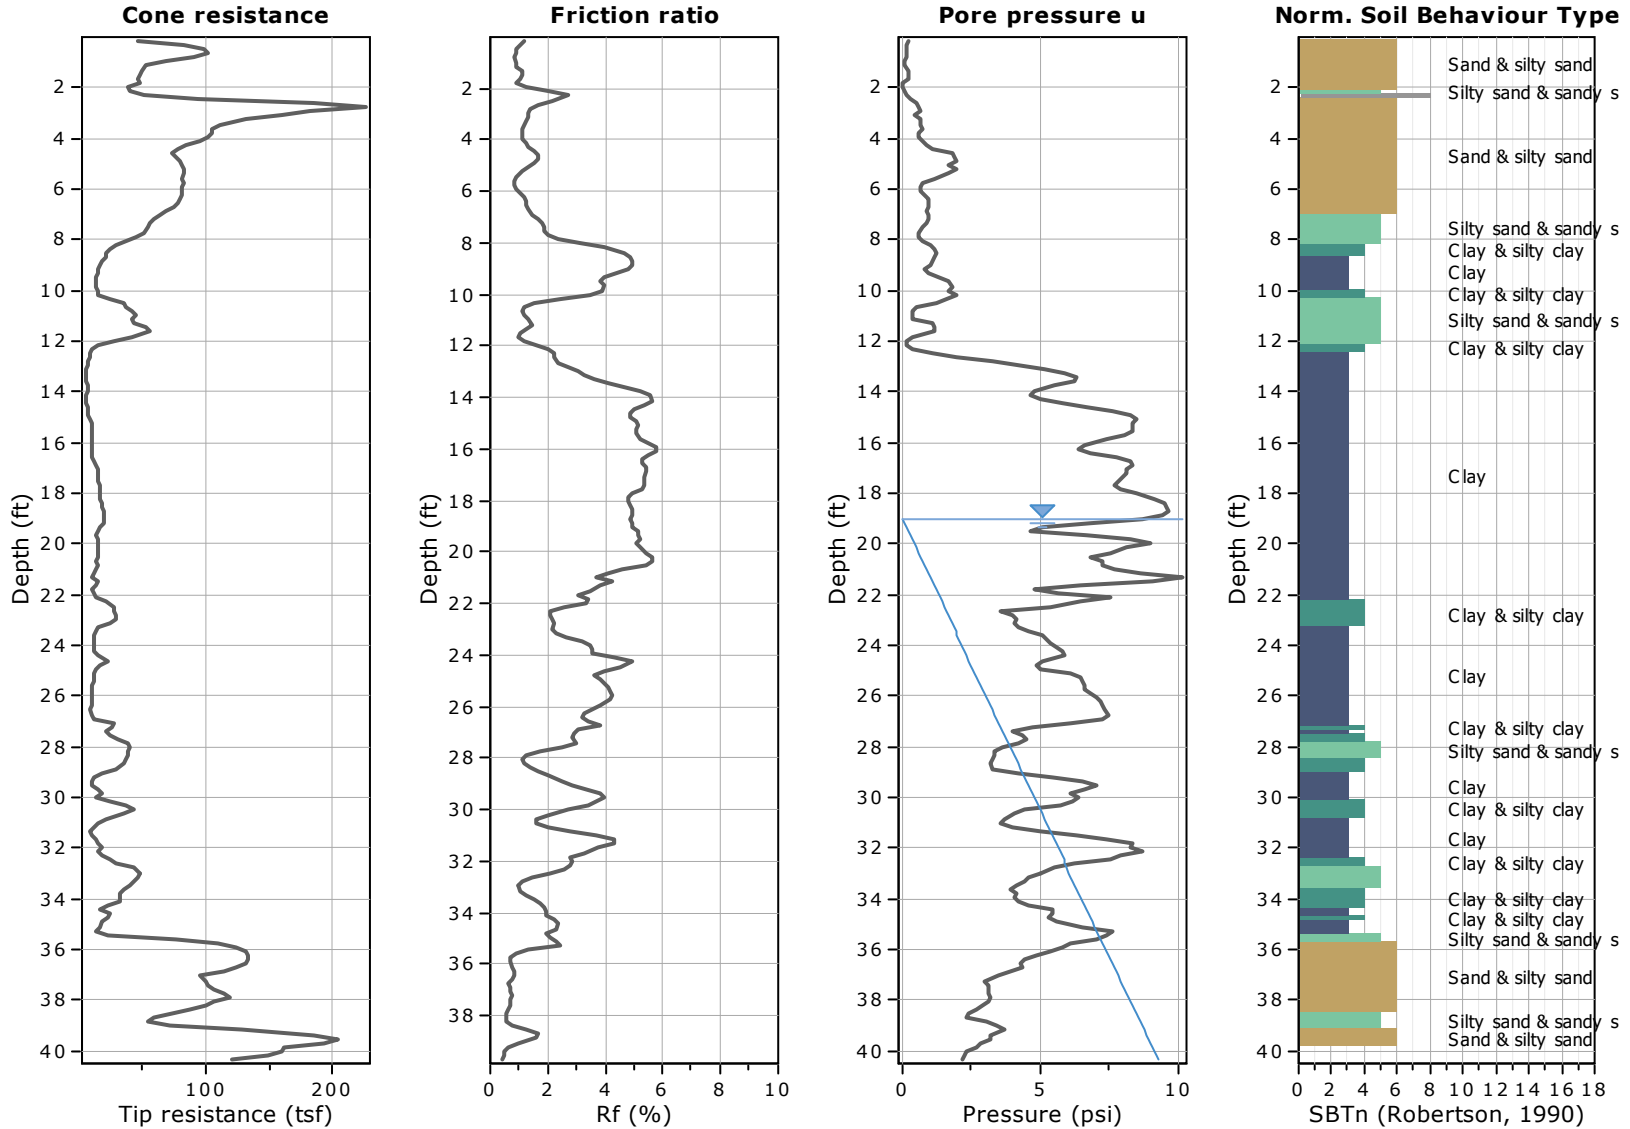 Cone resistance
2
4
6
8
10
12
14
16
18
20
22
24
26
28
30
32
34
36
38
40
Depth (ft)
100 200
Tip resistance (tsf)
Friction ratio
2
4
6
8
10
12
14
16
18
20
22
24
26
28
30
32
34
36
38
Depth (ft)
0 2 4 6 8 10
Rf (%)
Pore pressure u
2
4
6
8
10
12
14
16
18
20
22
24
26
28
30
32
34
36
38
40
Depth (ft)
0 5 10
Pressure (psi)
Norm. Soil Behaviour Type
2
4
6
8
10
12
14
16
18
20
22
24
26
28
30
32
34
36
38
40
Depth (ft)
Sand & silty sand
Silty sand & sandy s
Sand & silty sand
Silty sand & sandy s
Clay & silty clay
Clay
Clay & silty clay
Silty sand & sandy s
Clay & silty clay
Clay
Clay & silty clay
Clay
Clay & silty clay
Silty sand & sandy s
Clay
Clay & silty clay
Clay
Clay & silty clay
Clay & silty clay
Clay & silty clay
Silty sand & sandy s
Sand & silty sand
Silty sand & sandy s
Sand & silty sand
0 2 4 6 8 10 12 14 16 18
SBTn (Robertson, 1990)